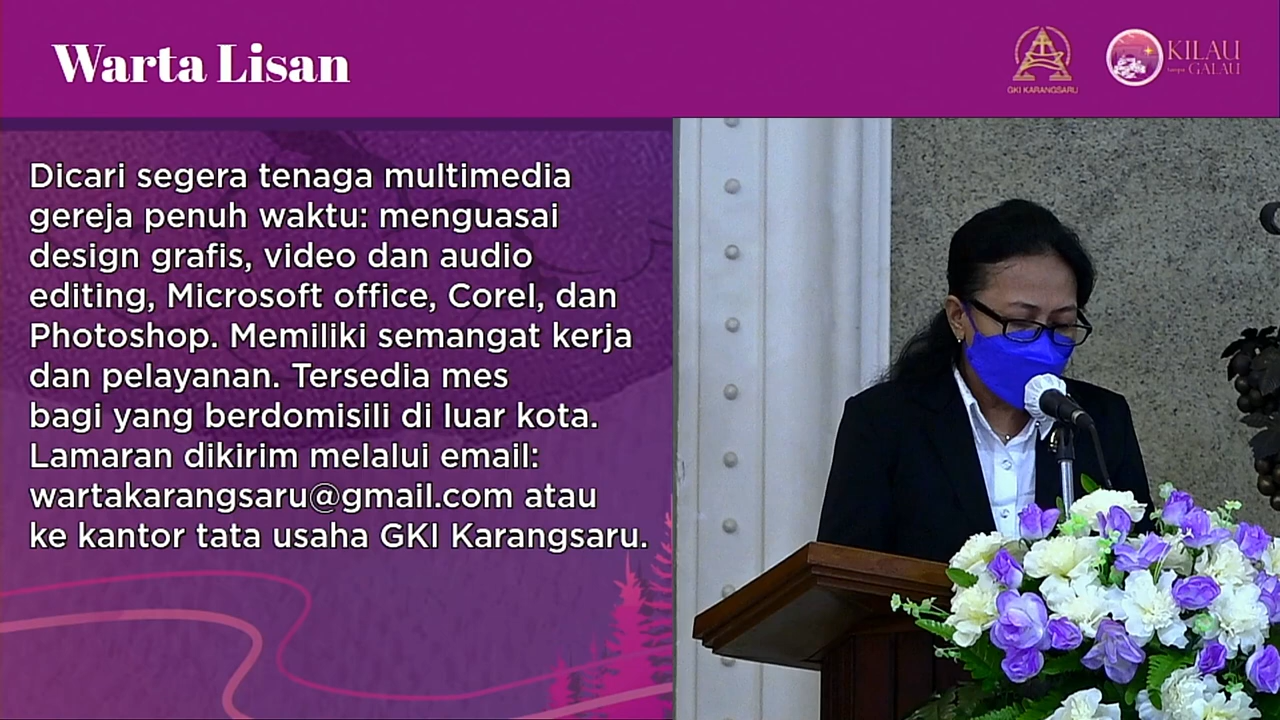 Warta Lisan
GKI KARANGSARU
KILAU
GALAU
Dicari segera tenaga multimedia
gereja penuh waktu: menguasai
design grafis, video dan audio
editing, Microsoft office, Corel, dan
Photoshop. Memiliki semangat kerja
dan pelayanan. Tersedia mes
bagi yang berdomisili di luar kota.
Lamaran dikirim melalui email:
wartakarangsaru@gmail.com atau
ke kantor tata usaha GKI Karangsaru.